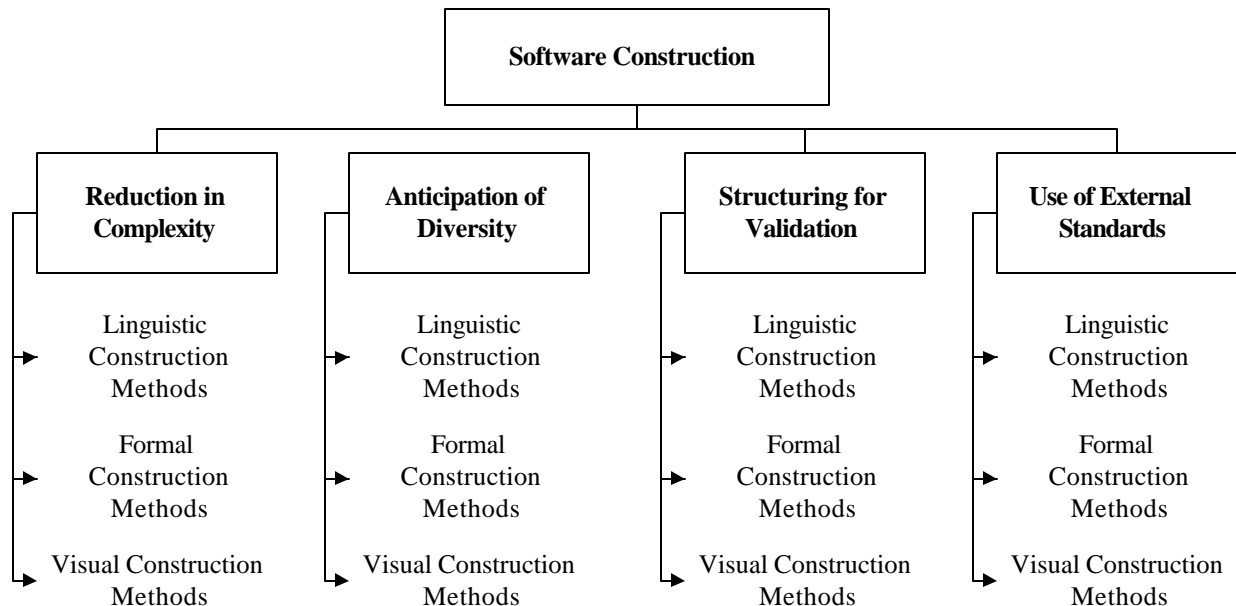 Software Construction
Reduction in
Complexity
Linguistic
Construction
Methods
Formal
Construction
Methods
Visual Construction
Methods
Anticipation of
Diversity
Linguistic
Construction
Methods
Formal
Construction
Methods
Visual Construction
Methods
Structuring for
Validation
Linguistic
Construction
Methods
Formal
Construction
Methods
Visual Construction
Methods
Use of External
Standards
Linguistic
Construction
Methods
Formal
Construction
Methods
Visual Construction
Methods